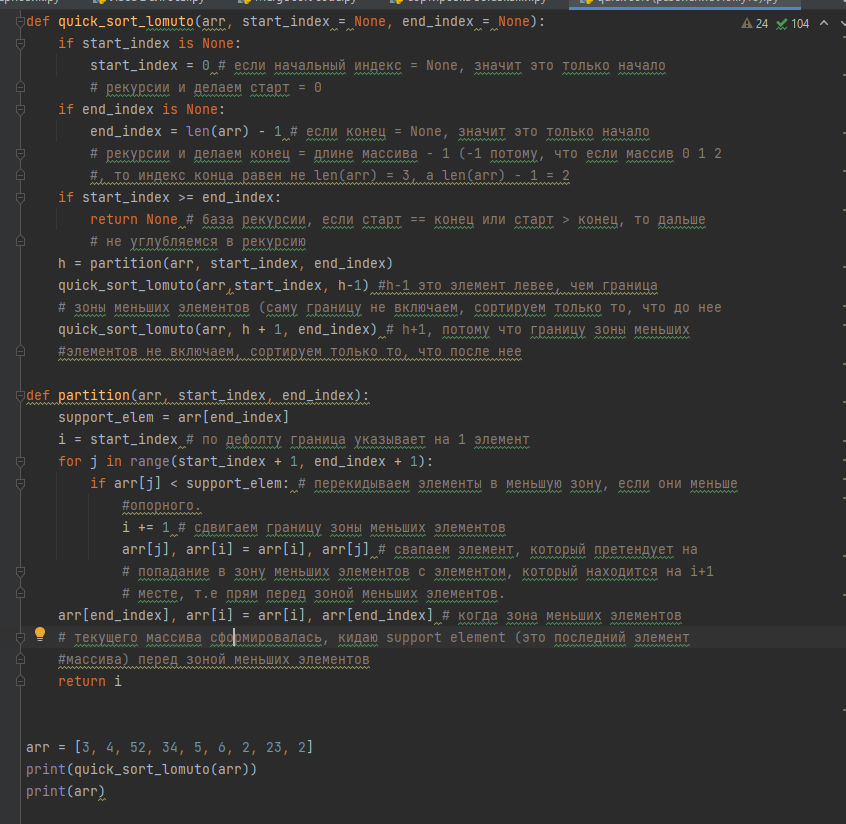 24 104
def quick_sort_lomuto(arr, start_index = None, end_index = None):
if start_index is None:
start_index = 0 # если начальный индекс = None, значит это только начало
# рекурсии и делаем старт = 0
if end_index is None:
end_index = len(arr) - 1 # если конец = None, значит это только начало
# рекурсии и делаем конец = длине массива - 1 (-1 потому, что если массив 0 1 2
#, то индекс конца равен не len(arr) = 3, а len(arr) - 1 = 2
if start_index >= end_index:
return None # база рекурсии, если старт == конец или старт > конец, то дальше
# не углубляемся в рекурсию
h = partition(arr, start_index, end_index)
quick_sort_lomuto(arr,start_index, h-1) #h-1 это элемент левее, чем граница
# зоны меньших элементов (саму границу не включаем, сортируем только то, что до нее
quick_sort_lomuto(arr, h + 1, end_index) # h+1, потому что границу зоны меньших
#элементов не включаем, сортируем только то, что после нее
def partition(arr, start_index, end_index):
support_elem = arr[end_index]
i = start_index # по дефолту граница указывает на 1 элемент
for j in range(start_index + 1, end_index + 1):
if arr[j] < support_elem: # перекидываем элементы в меньшую зону, если они меньше
#опорного.
i += 1 # сдвигаем границу зоны меньших элементов
arr[j], arr[i] = arr[i], arr[j] # свапаем элемент, который претендует на
# попадание в зону меньших элементов с элементом, который находится на i+1
# месте, т.е прям перед зоной меньших элементов.
arr[end_index], arr[i] = arr[i], arr[end_index] # когда зона меньших элементов
# текущего массива сформировалась, кидаю support element (это последний элемент
#массива) перед зоной меньших элементов
return i
arr = [3, 4, 52, 34, 5, 6, 2, 23, 2]
print(quick_sort_lomuto(arr))
print(arr)